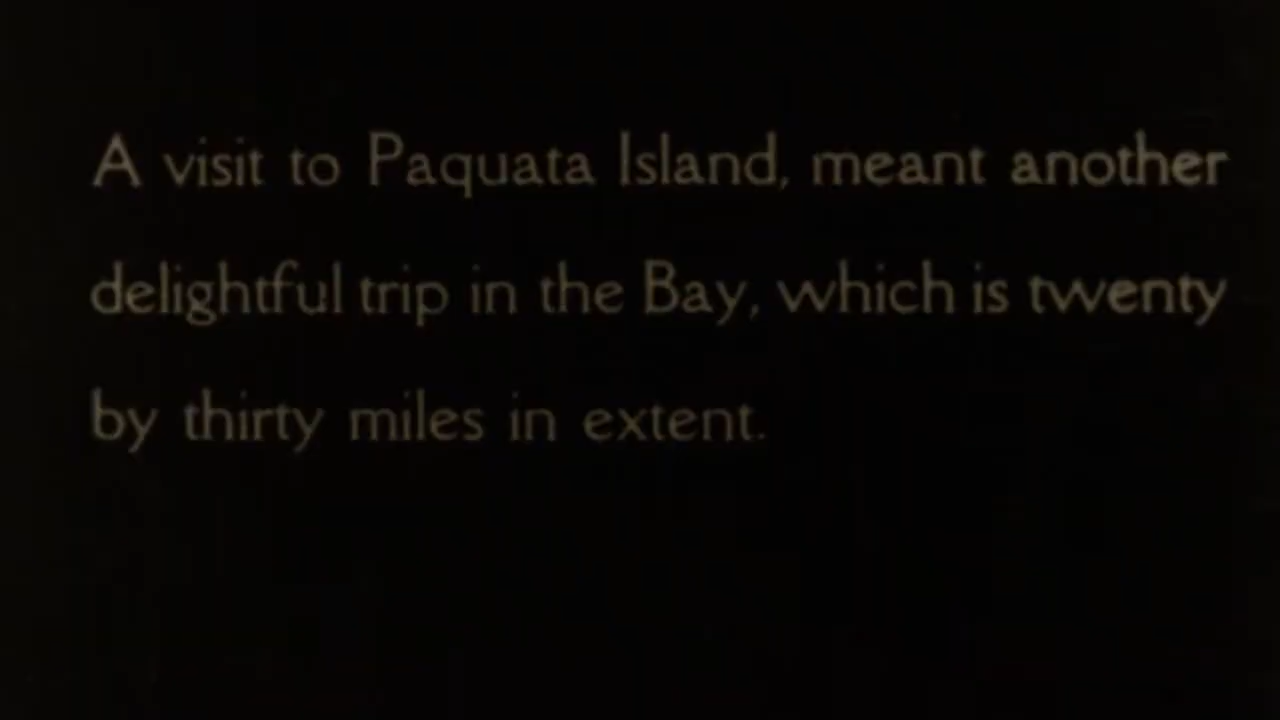 A visit to Paquata Island, meant another
delightful trip in the Bay, which is twenty
by thirty miles in extent.